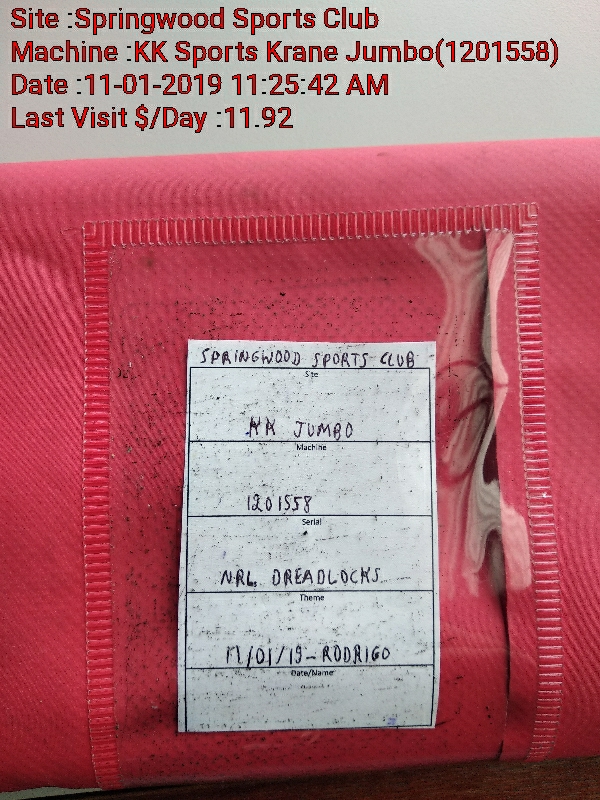 Site :Springwood Sports Club
Machine :KK Sports Krane Jumbo(1201558)
Date :11-01-2019 11:25:42 AM
Last Visit $/Day :11.92
SPRINGWOOD SPORTS CLUB
Site
KK JUMBO
Machine
1201558
Serial
NRL DREADLOCKS
Theme
11/01/19-RODRIGO
Date/Name